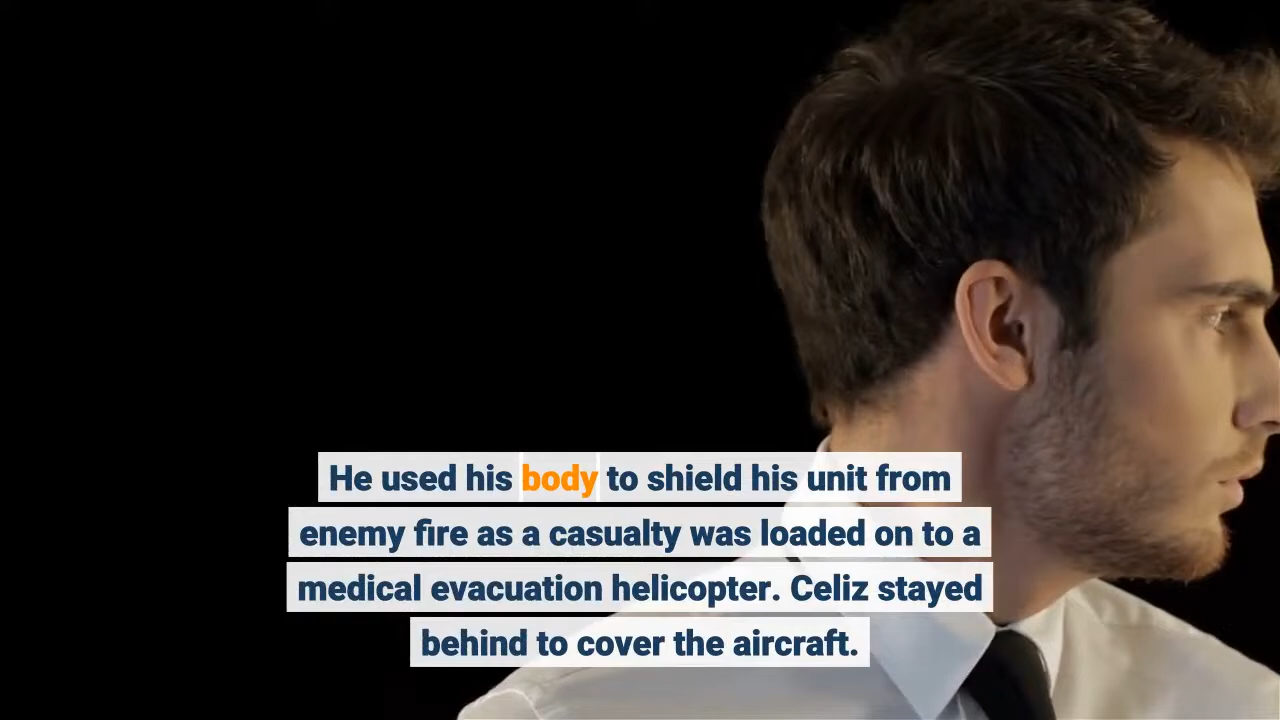 He used his body to shield his unit from
enemy fire as a casualty was loaded on to a
medical evacuation helicopter. Celiz stayed
behind to cover the aircraft.